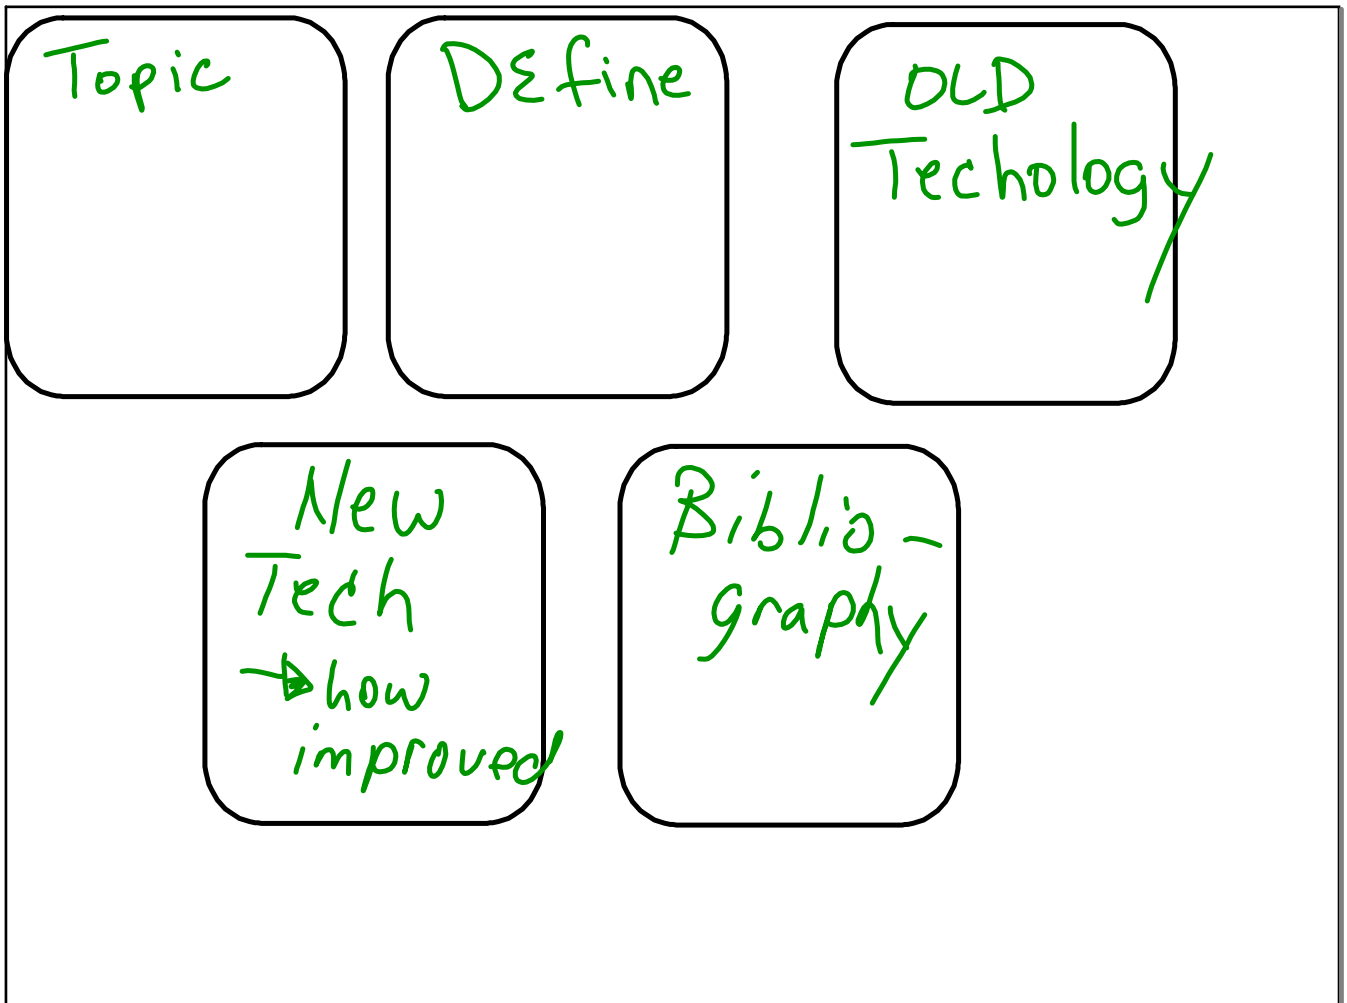 Topic
Define
OLD
Techology
New
Tech
→ how
improved
Biblio-
graphy